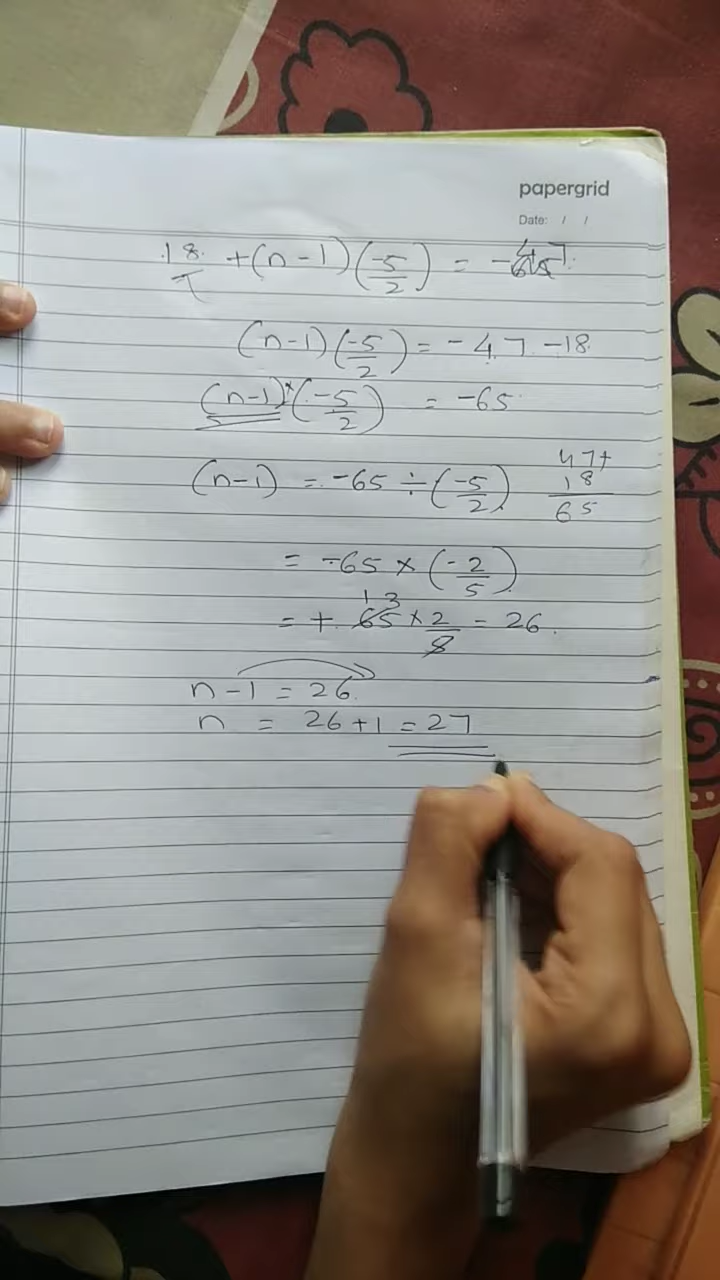 papergrid
Date: / /
18 + (n-1) (-5/2) = -47
(n-1) (-5/2) = -47 -18
(n-1) × (-5/2) = -65
(n-1) = -65 ÷ (-5/2)
47+
18
65
= -65 × (-2/5)
13
= + 65 × 2/5 = 26
n-1 = 26
n = 26+1 = 27